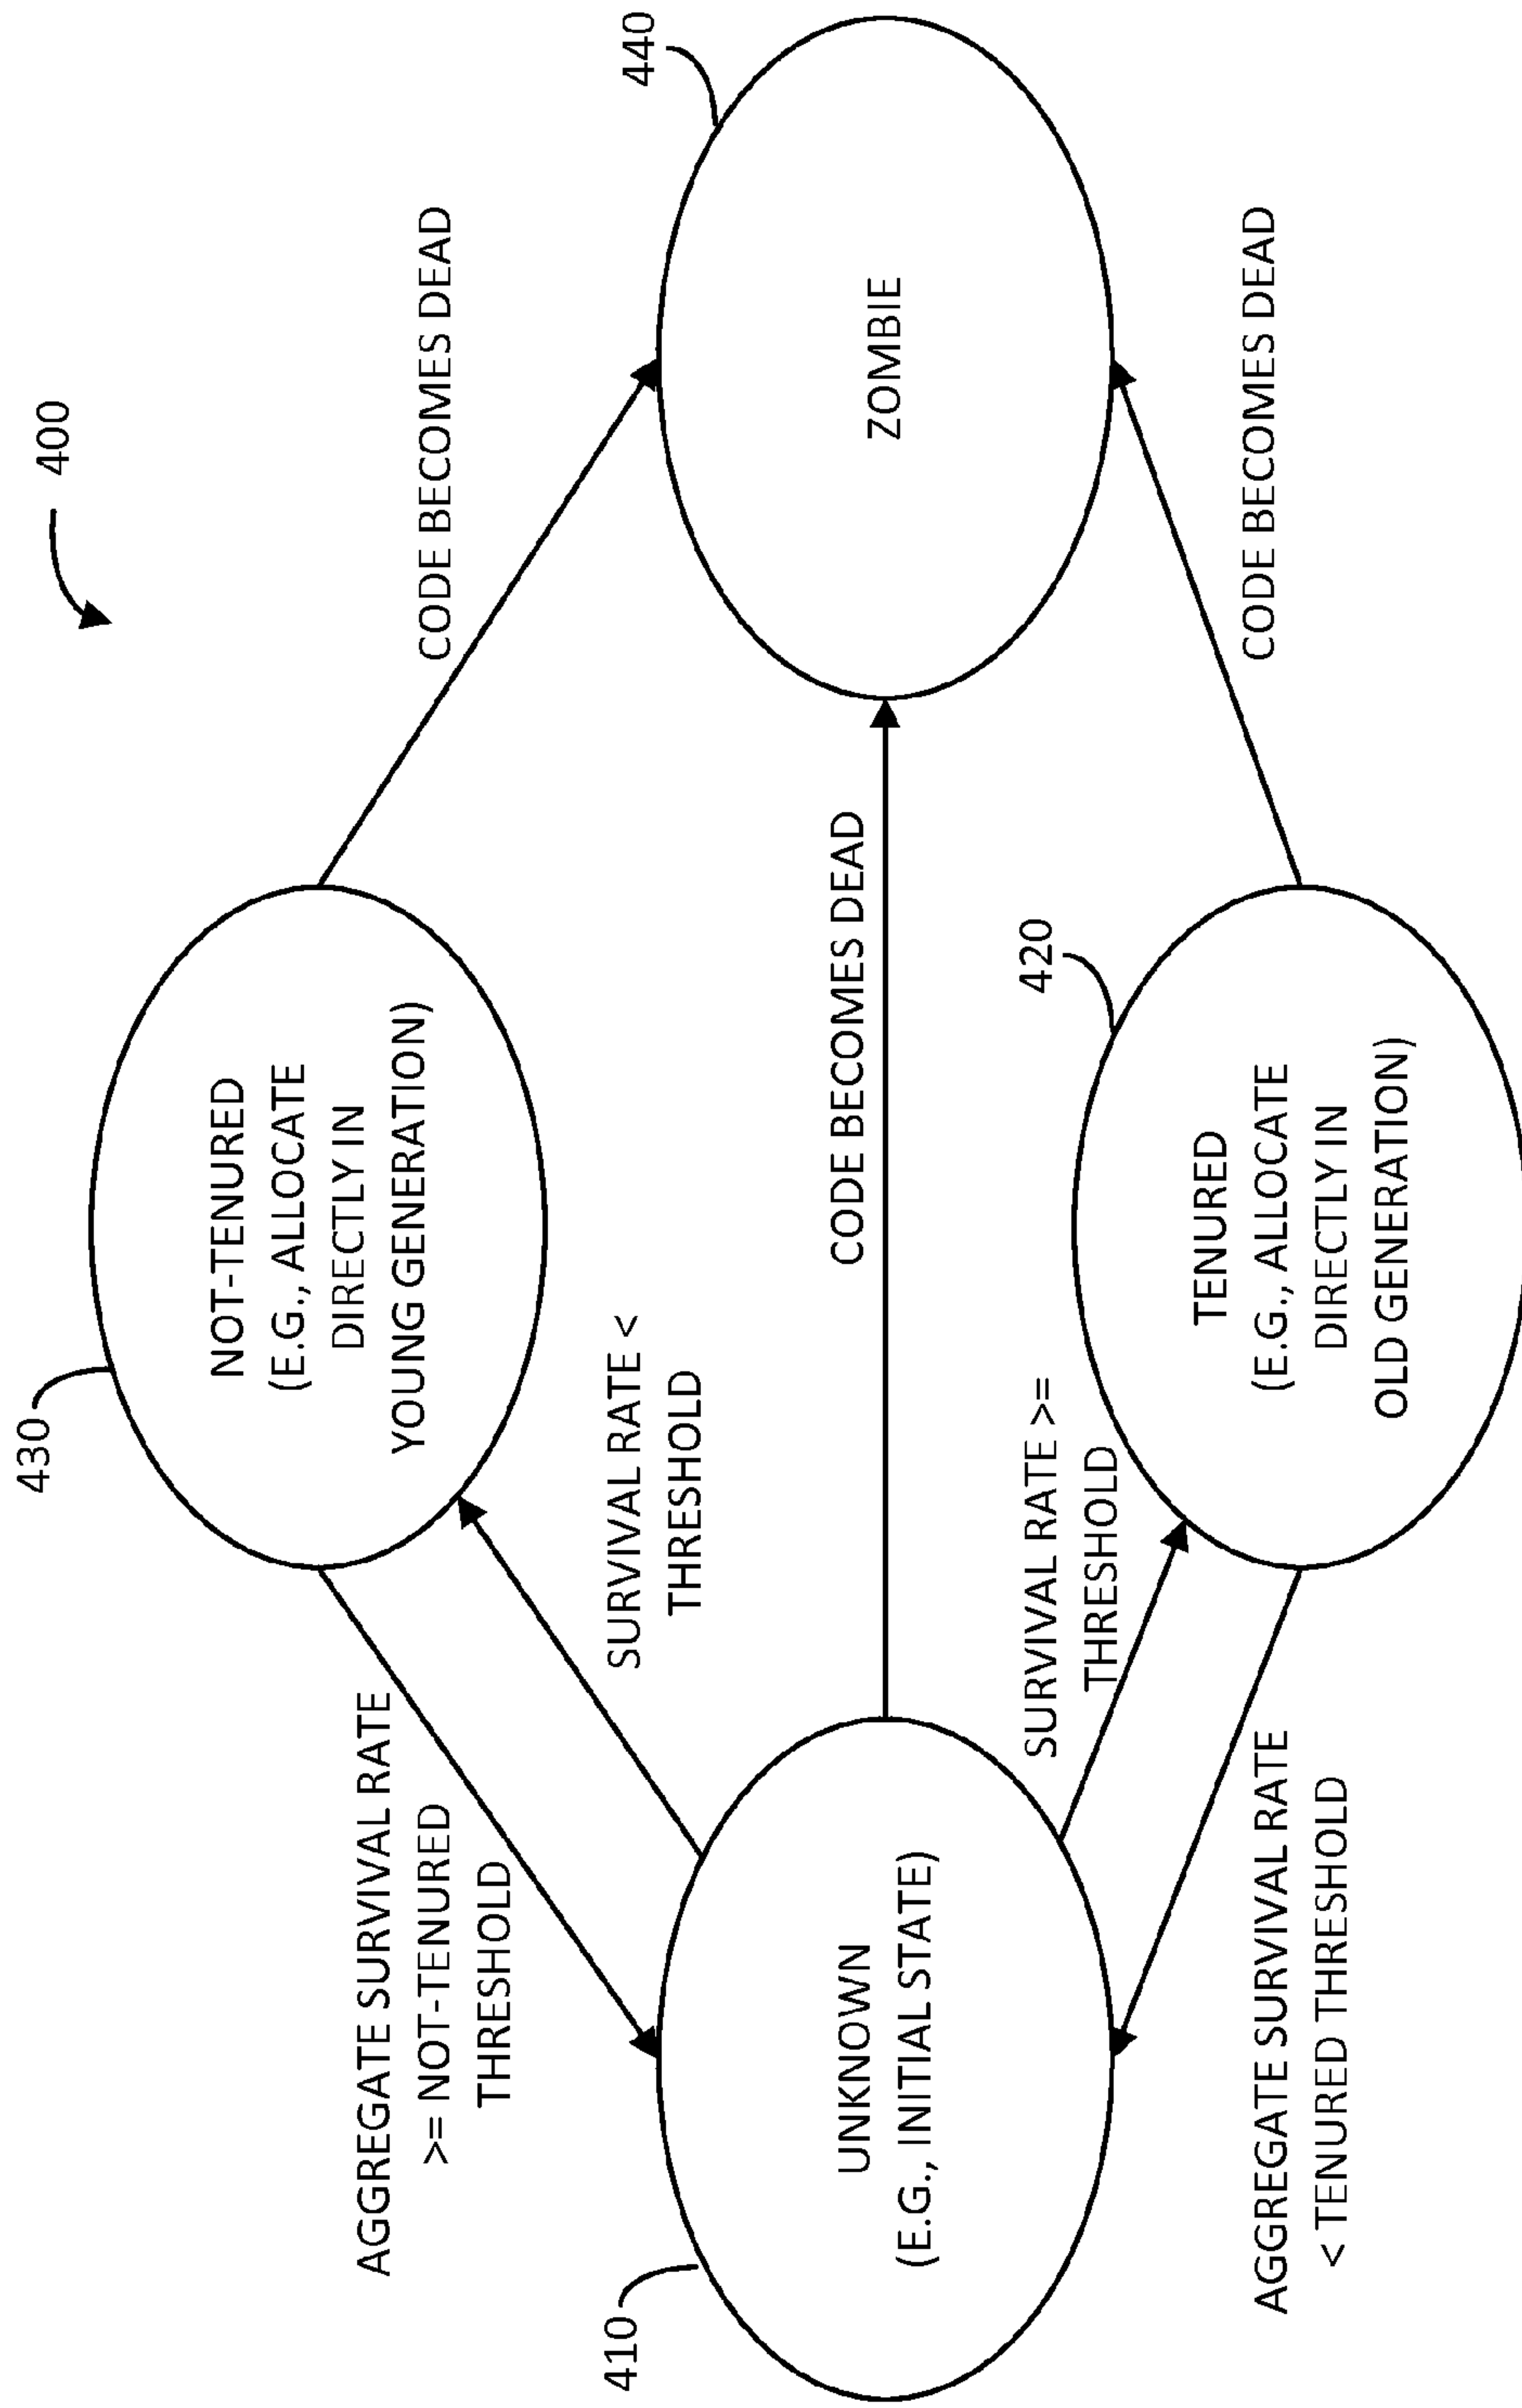 400
430
NOT-TENURED
(E.G., ALLOCATE
DIRECTLY IN
YOUNG GENERATION)
AGGREGATE SURVIVAL RATE
>= NOT-TENURED
THRESHOLD
CODE BECOMES DEAD
SURVIVAL RATE <
THRESHOLD
410
UNKNOWN
(E.G., INITIAL STATE)
CODE BECOMES DEAD
440
ZOMBIE
SURVIVAL RATE >=
THRESHOLD
420
TENURED
(E.G., ALLOCATE
DIRECTLY IN
OLD GENERATION)
AGGREGATE SURVIVAL RATE
< TENURED THRESHOLD
CODE BECOMES DEAD